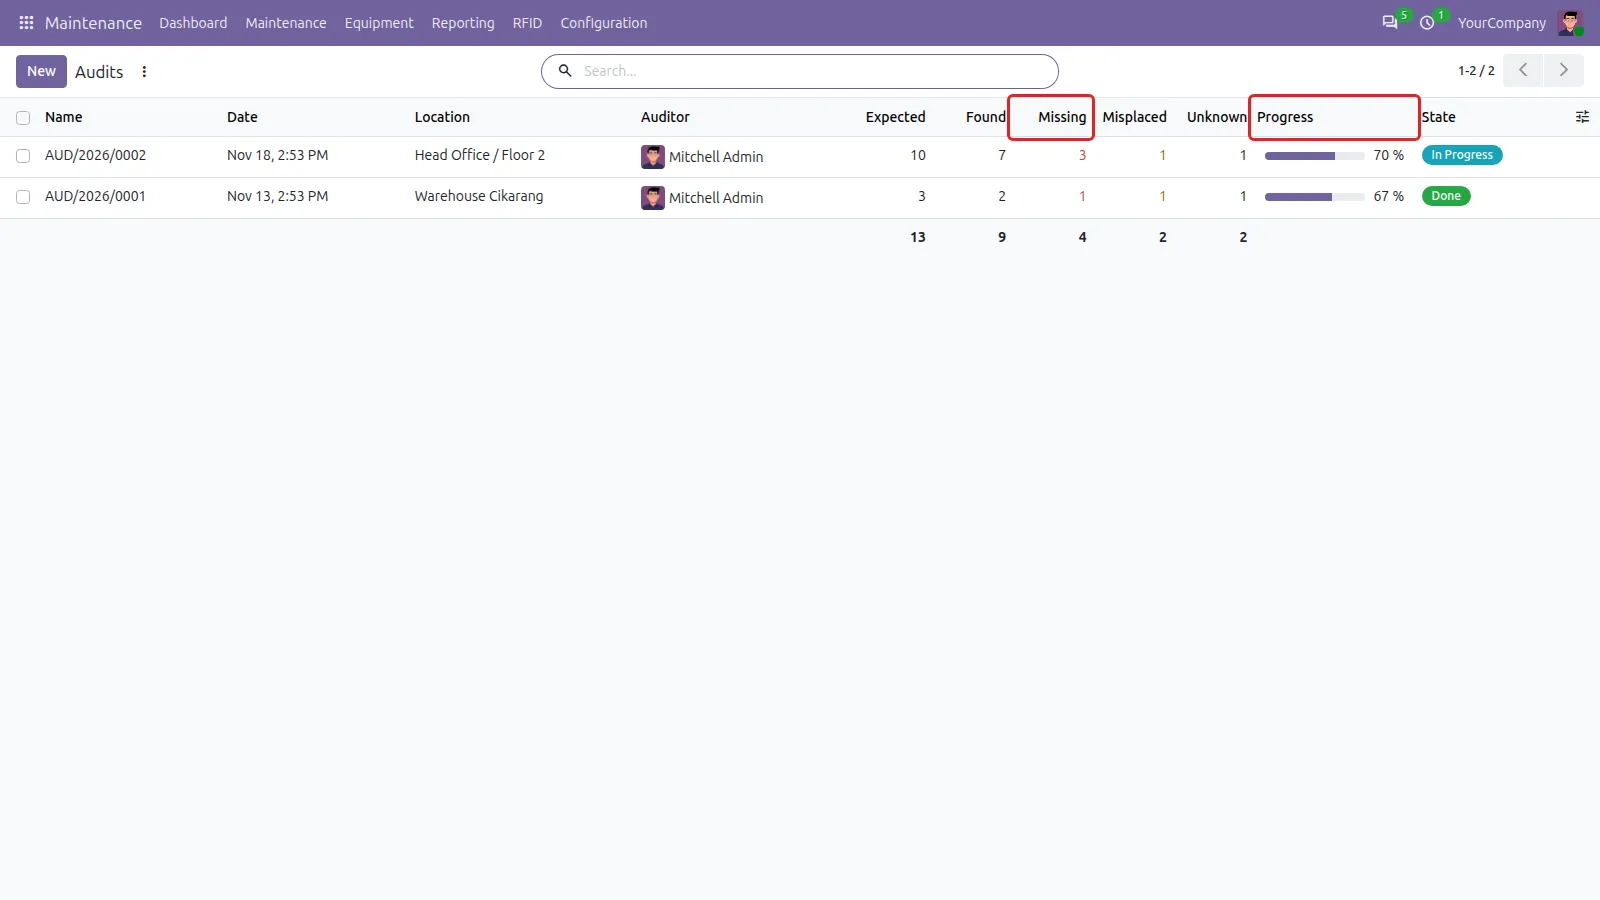 Maintenance Dashboard Maintenance Equipment Reporting RFID Configuration 5 1 YourCompany
New Audits Search... 1-2 / 2
Name Date Location Auditor Expected Found Missing Misplaced Unknown Progress State
AUD/2026/0002 Nov 18, 2:53 PM Head Office / Floor 2 Mitchell Admin 10 7 3 1 1 70 % In Progress
AUD/2026/0001 Nov 13, 2:53 PM Warehouse Cikarang Mitchell Admin 3 2 1 1 1 67 % Done
13 9 4 2 2